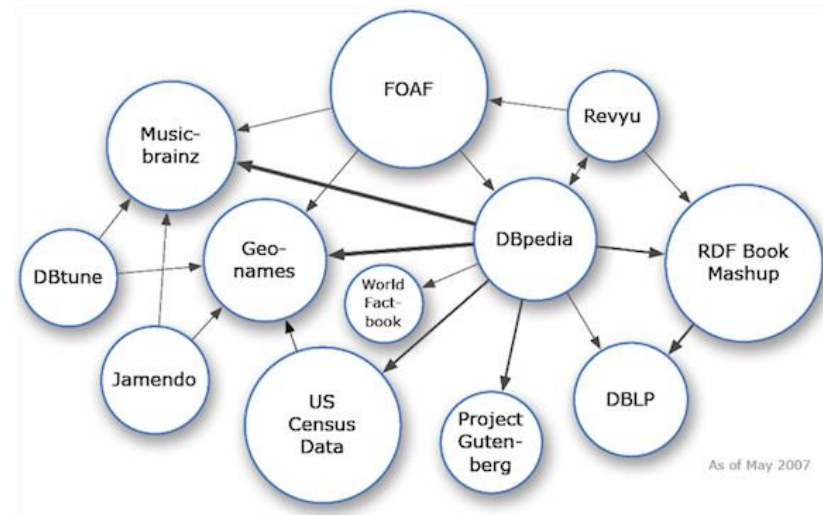 FOAF
Music-
brainz
Revyu
DBpedia
Geo-
names
RDF Book
Mashup
DBtune
World
Fact-
book
Jamendo
US
Census
Data
Project
Guten-
berg
DBLP
As of May 2007